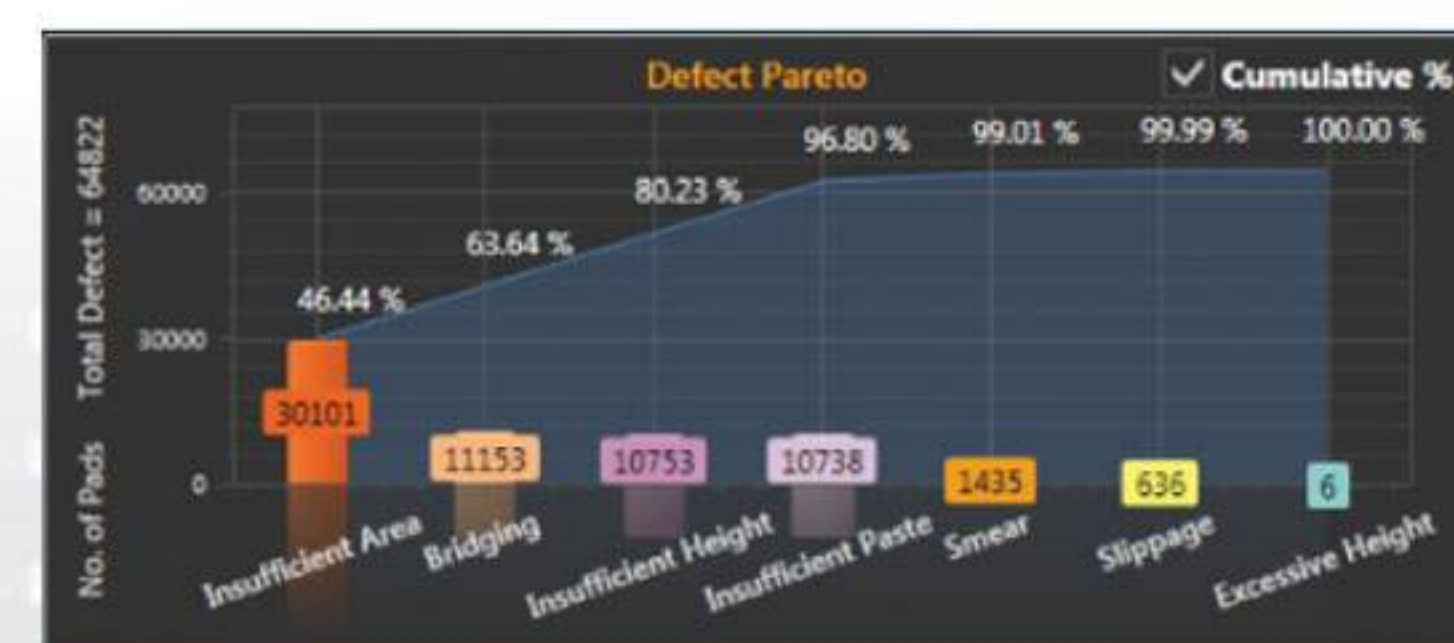 Defect Pareto
Cumulative %
Total Defect = 64822
No. of Pads
60000
30000
0
46.44 %
63.64 %
80.23 %
96.80 %
99.01 %
99.99 %
100.00 %
30101
11153
10753
10738
1435
636
6
Insufficient Area
Bridging
Insufficient Height
Insufficient Paste
Smear
Slippage
Excessive Height